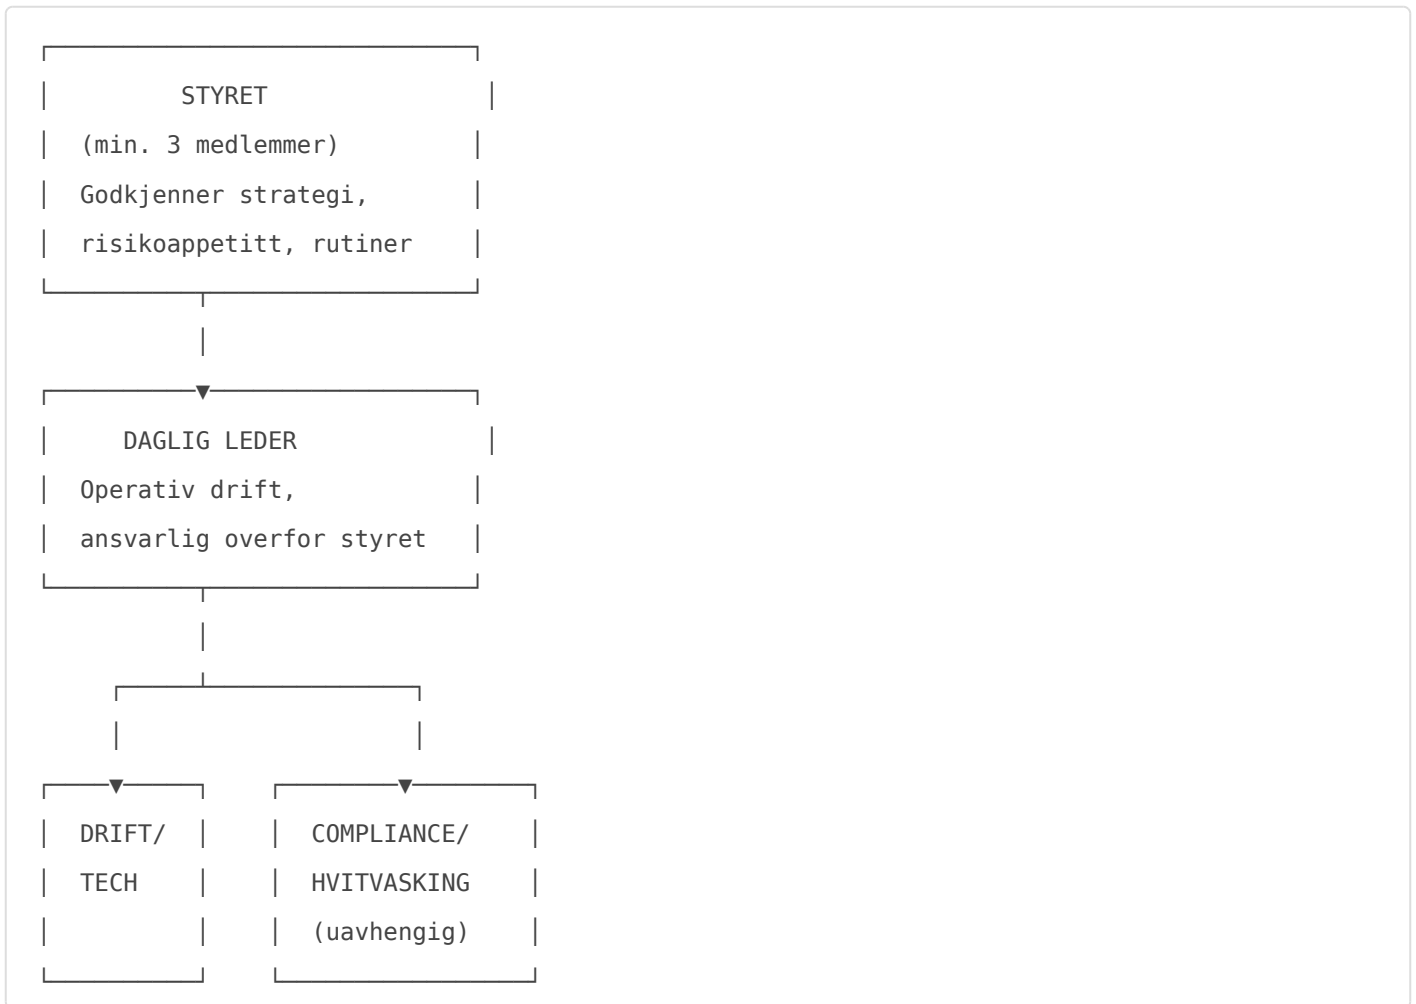 STYRET
(min. 3 medlemmer)
Godkjenner strategi,
risikoappetitt, rutiner
DAGLIG LEDER
Operativ drift,
ansvarlig overfor styret
DRIFT/ COMPLIANCE/
TECH HVITVASKING
(uavhengig)